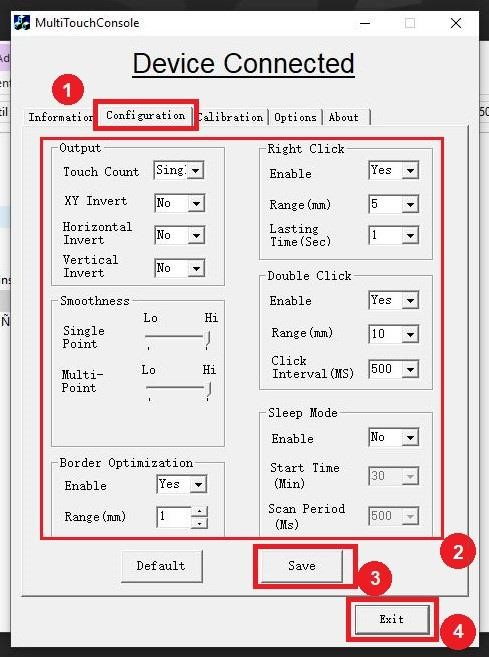 MultiTouchConsole
Device Connected
1
Information Configuration Calibration Options About
Output
Touch Count
XY Invert No
Horizontal Invert No
Vertical Invert No
Smoothness
Lo Hi
Single Point
Lo Hi
Multi-Point
Border Optimization
Enable Yes
Range(mm) 1
Right Click
Enable Yes
Range(mm) 5
Lasting Time(Sec) 1
Double Click
Enable Yes
Range(mm) 10
Click Interval(MS) 500
Sleep Mode
Enable No
Start Time (Min) 30
Scan Period (Ms) 500
2
Default Save
3
Exit
4